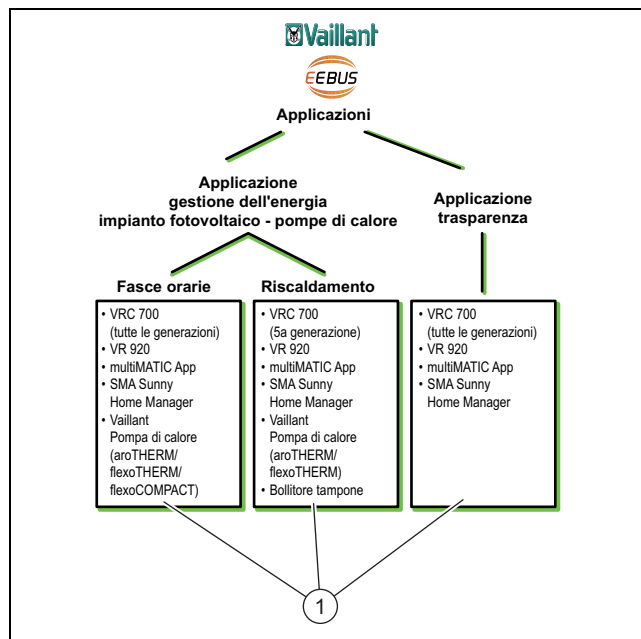 Vaillant
EEBUS
Applicazioni
Applicazione
gestione dell'energia
impianto fotovoltaico - pompe di calore
Applicazione
trasparenza
Fasce orarie
• VRC 700
(tutte le generazioni)
• VR 920
• multiMATIC App
• SMA Sunny
Home Manager
• Vaillant
Pompa di calore
(aroTHERM/
flexoTHERM/
flexoCOMPACT)
Riscaldamento
• VRC 700
(5a generazione)
• VR 920
• multiMATIC App
• SMA Sunny
Home Manager
• Vaillant
Pompa di calore
(aroTHERM/
flexoTHERM)
• Bollitore tampone
• VRC 700
(tutte le generazioni)
• VR 920
• multiMATIC App
• SMA Sunny
Home Manager
1